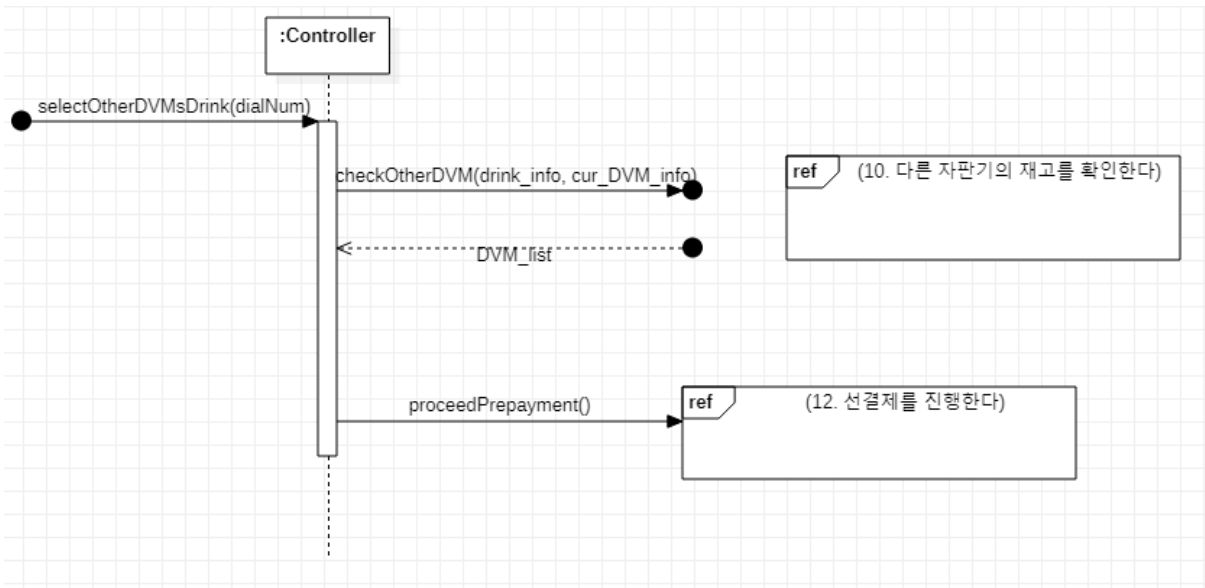 :Controller
selectOtherDVMsDrink(dialNum)
checkOtherDVM(drink_info, cur_DVM_info)
ref (10. 다른 자판기의 재고를 확인한다)
DVM_list
proceedPrepayment()
ref (12. 선결제를 진행한다)